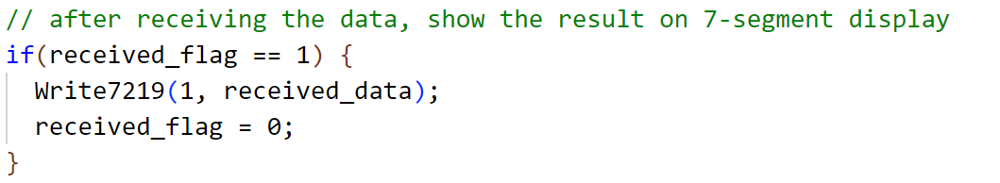 // after receiving the data, show the result on 7-segment display
if(received_flag == 1) {
  Write7219(1, received_data);
  received_flag = 0;
}